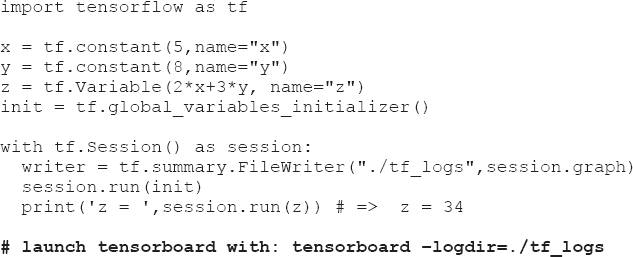 import tensorflow as tf
x = tf.constant(5,name="x")
y = tf.constant(8,name="y")
z = tf.Variable(2*x+3*y, name="z")
init = tf.global_variables_initializer()
with tf.Session() as session:
  writer = tf.summary.FileWriter("./tf_logs",session.graph)
  session.run(init)
  print('z = ',session.run(z)) # =>  z = 34
# launch tensorboard with: tensorboard –logdir=./tf_logs